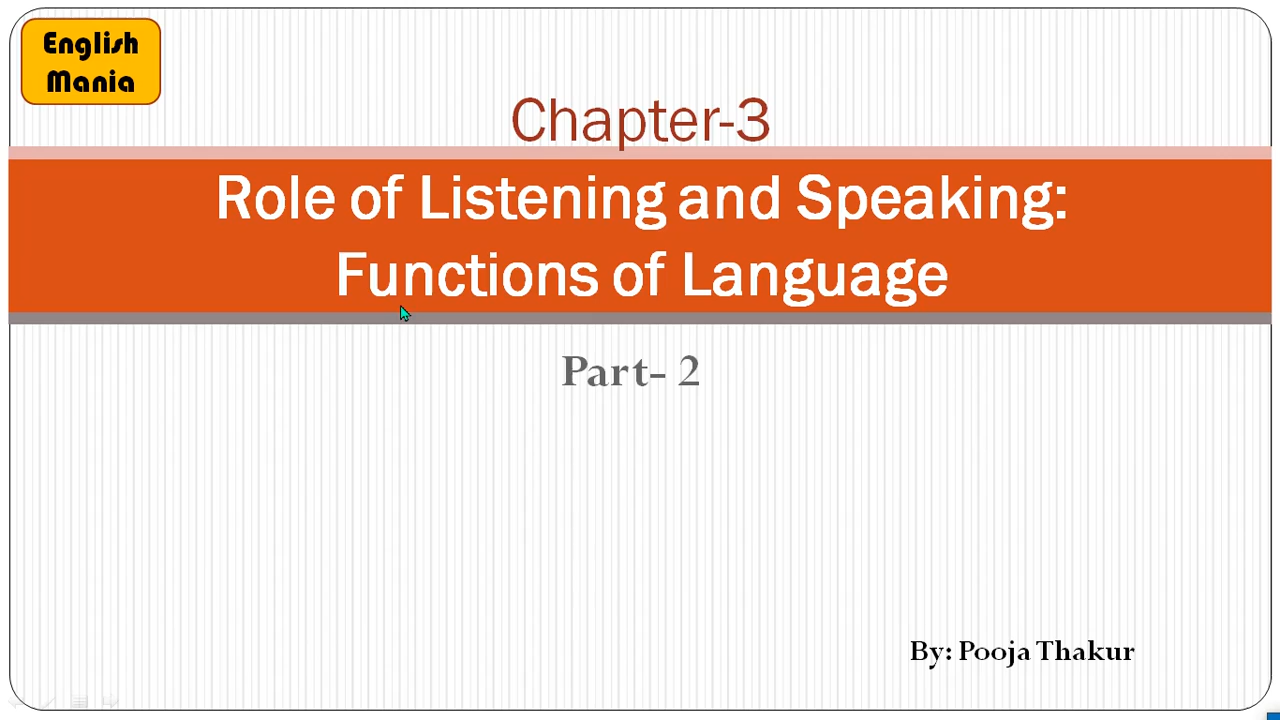 English
Mania
Chapter-3
Role of Listening and Speaking:
Functions of Language
Part- 2
By: Pooja Thakur